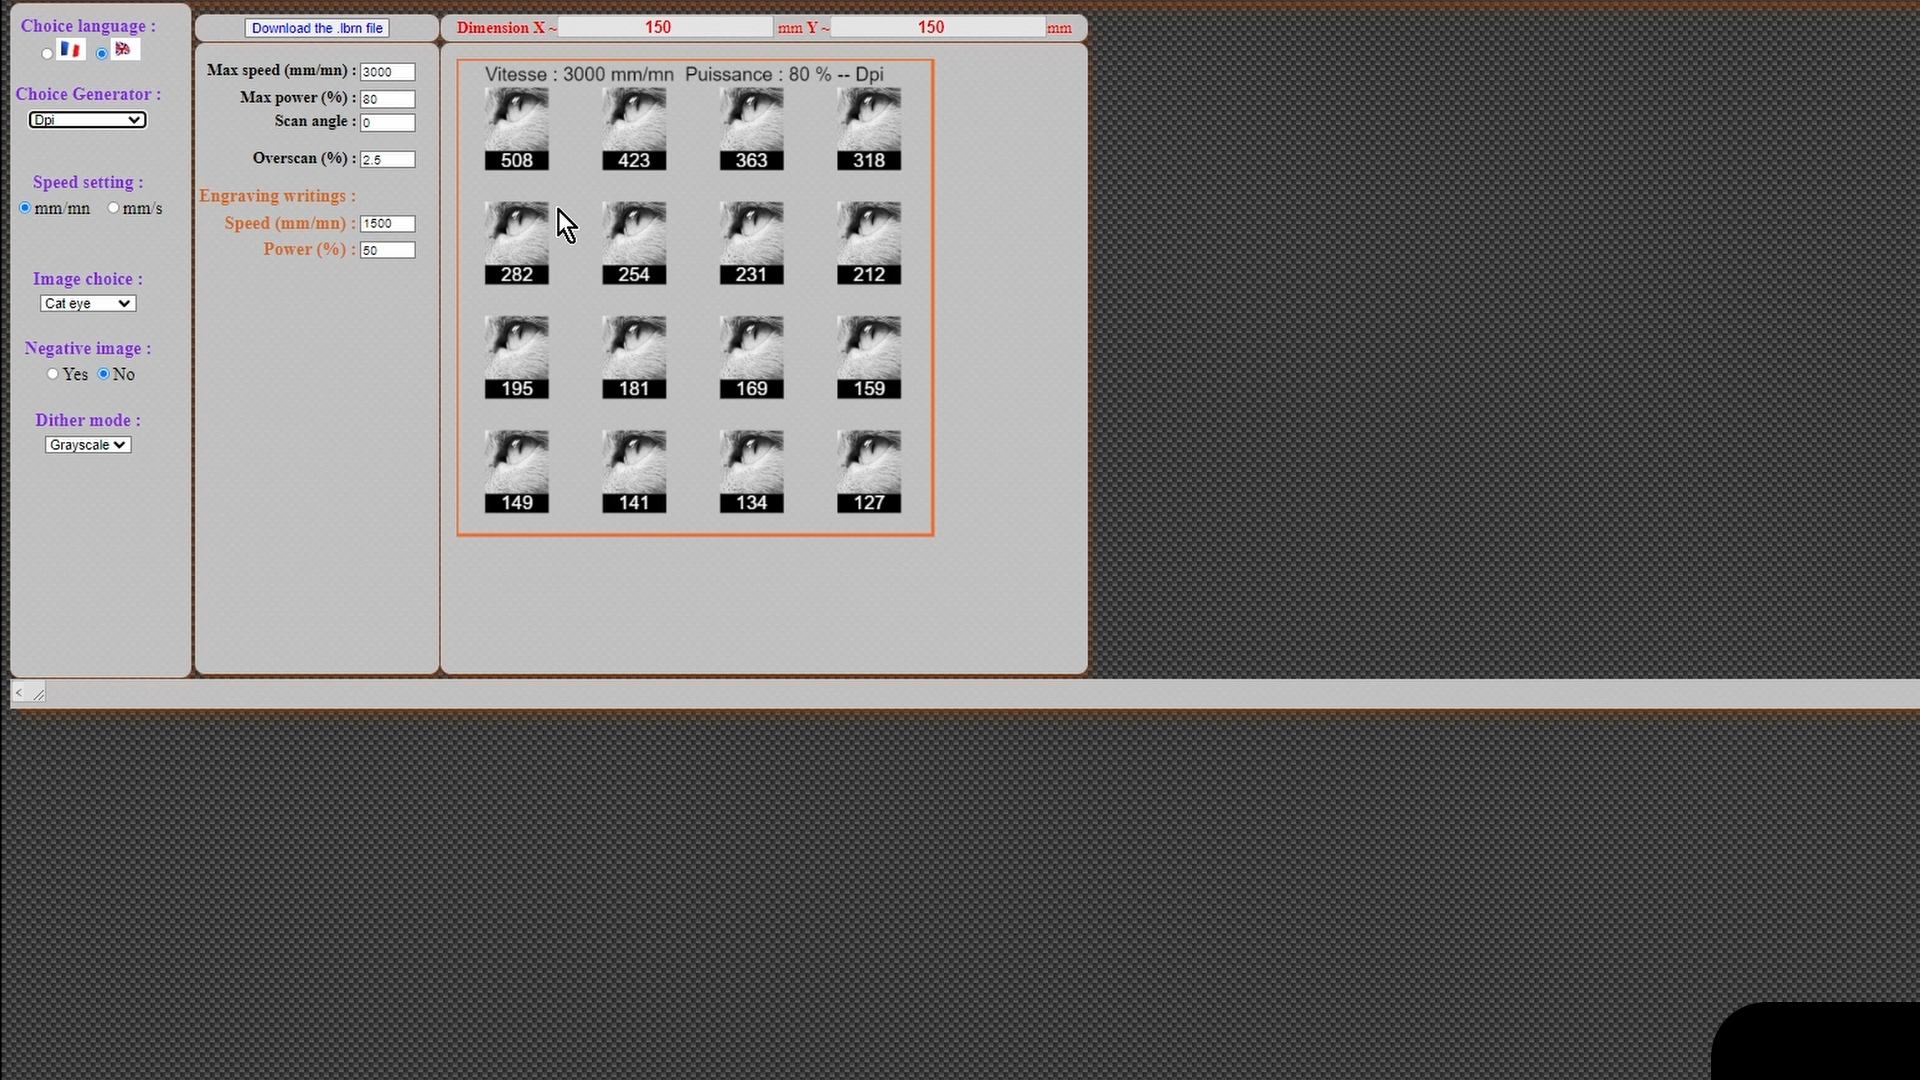 Choice language :
Choice Generator :
Dpi
Speed setting :
mm/mn mm/s
Image choice :
Cat eye
Negative image :
Yes No
Dither mode :
Grayscale
Download the .lbrn file
Max speed (mm/mn) : 3000
Max power (%) : 80
Scan angle : 0
Overscan (%) : 2.5
Engraving writings :
Speed (mm/mn) : 1500
Power (%) : 50
Dimension X ~ 150 mm Y ~ 150 mm
Vitesse : 3000 mm/mn Puissance : 80 % -- Dpi
508 423 363 318
282 254 231 212
195 181 169 159
149 141 134 127
<